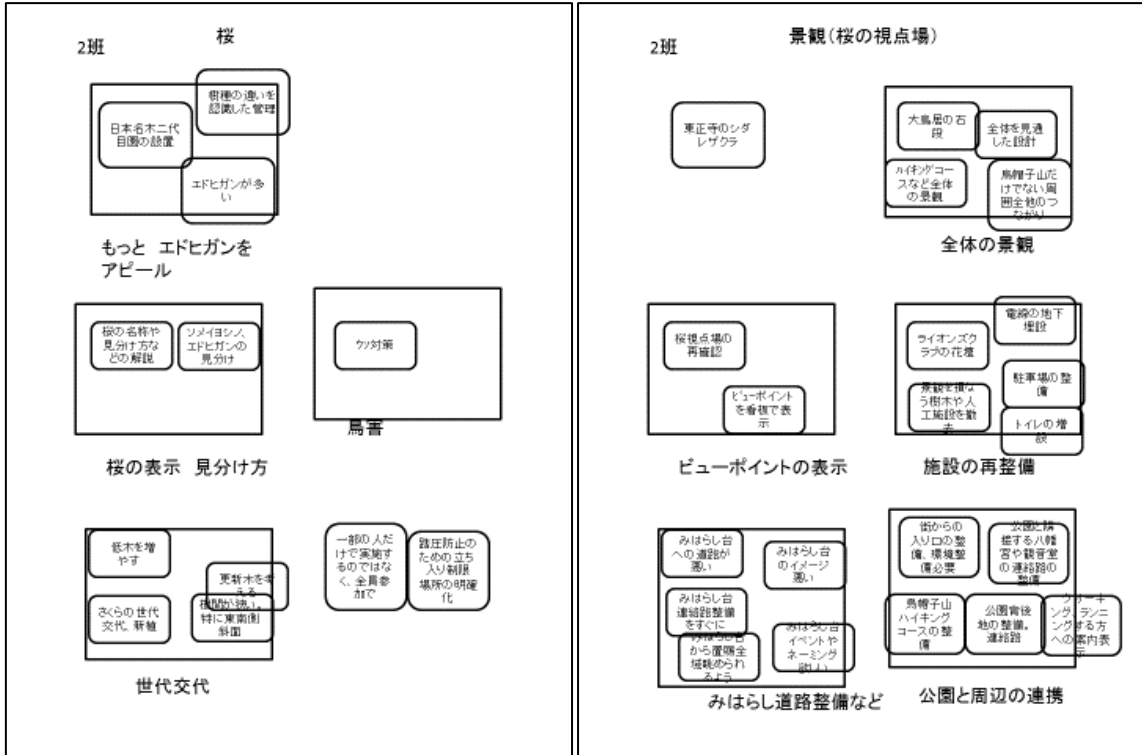 2班
桜
樹種の違いを
認識した管理
日本名木二代
目園の設置
エドヒガンが多
い
もっと エドヒガンを
アピール
桜の名称や
見分け方な
どの解説
ソメイヨシノ、
エドヒガンの
見分け
桜の表示 見分け方
ウソ対策
鳥害
低木を増
やす
更新木を考
える
さくらの世代
交代、新植
間が狭い。
特に東南側
斜面
世代交代
一部の人だ
けで実施す
るのではな
く、全員参
加で
踏圧防止の
ための立ち
入り制限
場所の明確
化
2班
景観(桜の視点場)
東正寺のシダ
レザクラ
大鳥居の石
段
全体を見通
した設計
ハイキングコー
スなど全体
の景観
烏帽子山だ
けでない周
囲全他のつ
ながり
全体の景観
桜視点場の
再確認
ビューポイント
を看板で表
示
ビューポイントの表示
電線の地下
埋設
ライオンズク
ラブの花壇
駐車場の整
備
景観を損な
う樹木や人
工施設を撤
去
トイレの増
設
施設の再整備
みはらし台
への道路が
悪い
みはらし台
のイメージ
悪い
みはらし台
連絡路整備
をすぐに
みはらし台
から置賜全
域眺められ
るよう
みはらし台
イベントや
ネーミング
欲しい
みはらし道路整備など
街からの
入り口の整
備、環境整
備必要
公園と隣
接する八幡
宮や観音堂
の連絡路の
整備
烏帽子山
ハイキング
コースの整
備
公園背後
地の整備。
連絡路
ウォーキ
ング、ランニ
ングする方
への案内表
示
公園と周辺の連携